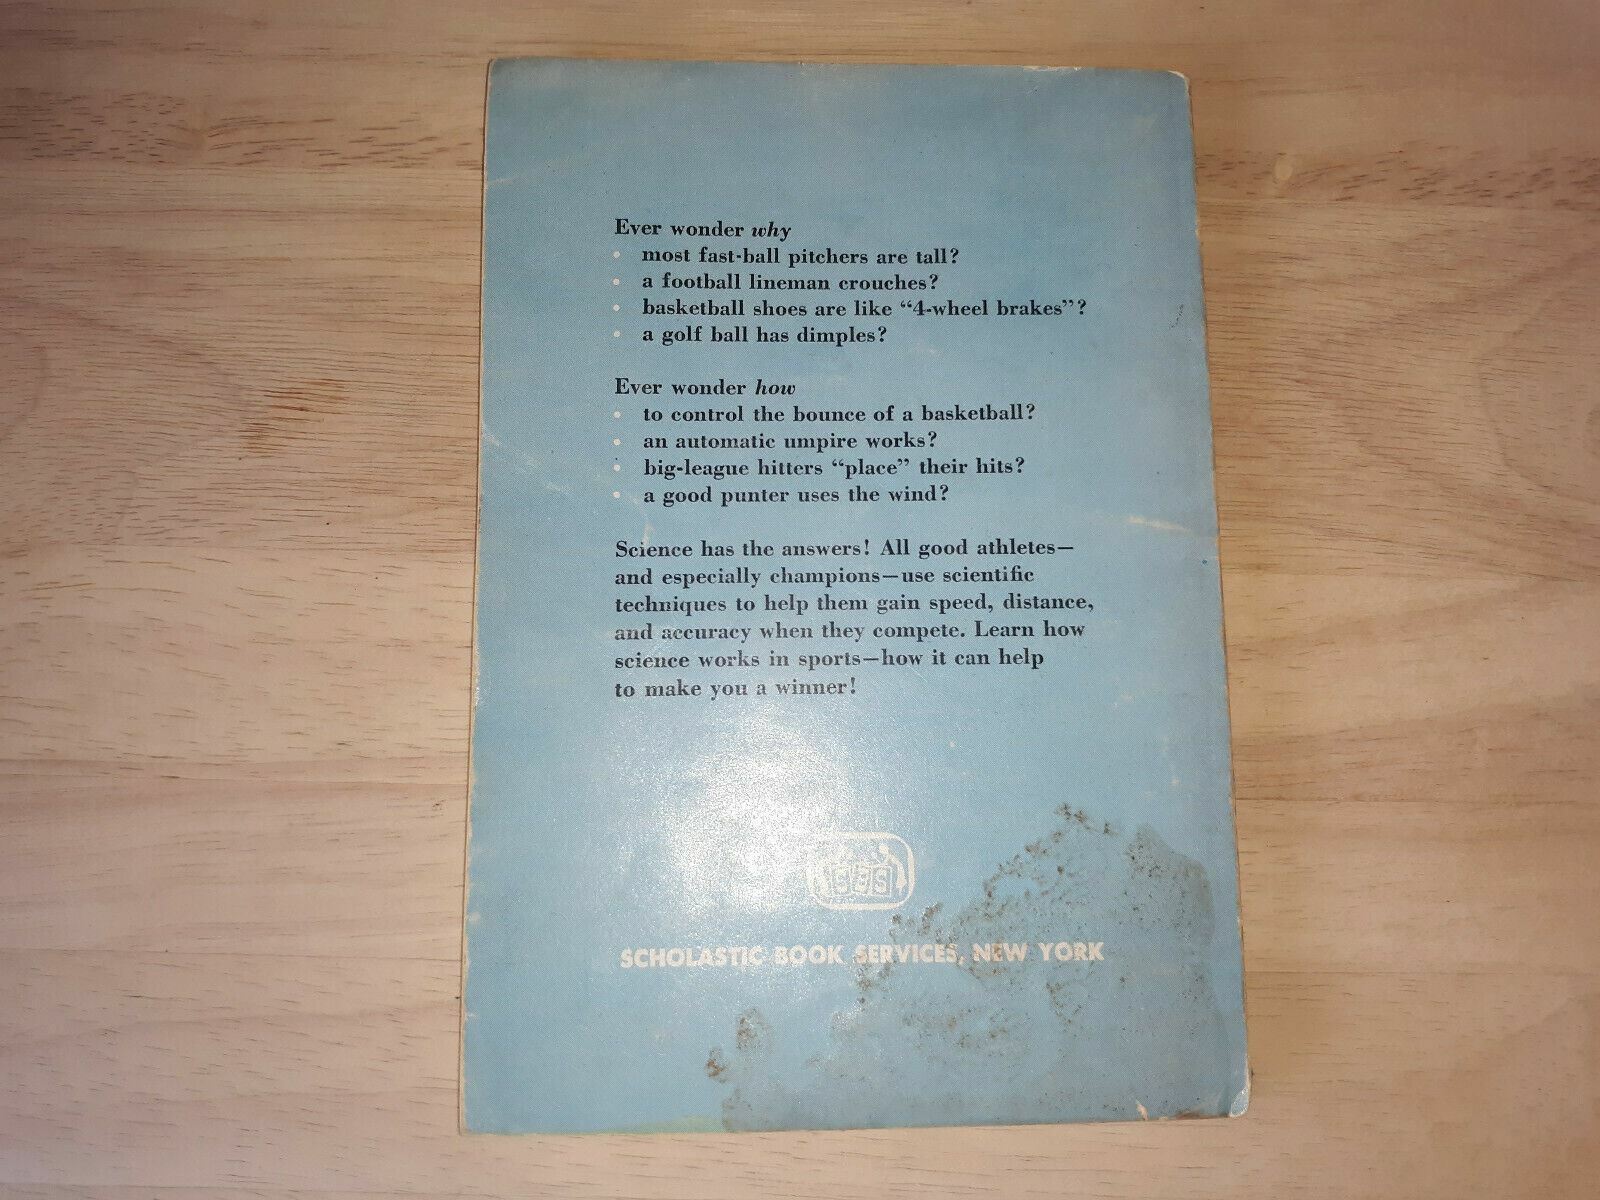 Ever wonder why
• most fast-ball pitchers are tall?
• a football lineman crouches?
• basketball shoes are like “4-wheel brakes”?
• a golf ball has dimples?
Ever wonder how
• to control the bounce of a basketball?
• an automatic umpire works?
• big-league hitters “place” their hits?
• a good punter uses the wind?
Science has the answers! All good athletes—
and especially champions—use scientific
techniques to help them gain speed, distance,
and accuracy when they compete. Learn how
science works in sports—how it can help
to make you a winner!
SBS
SCHOLASTIC BOOK SERVICES, NEW YORK